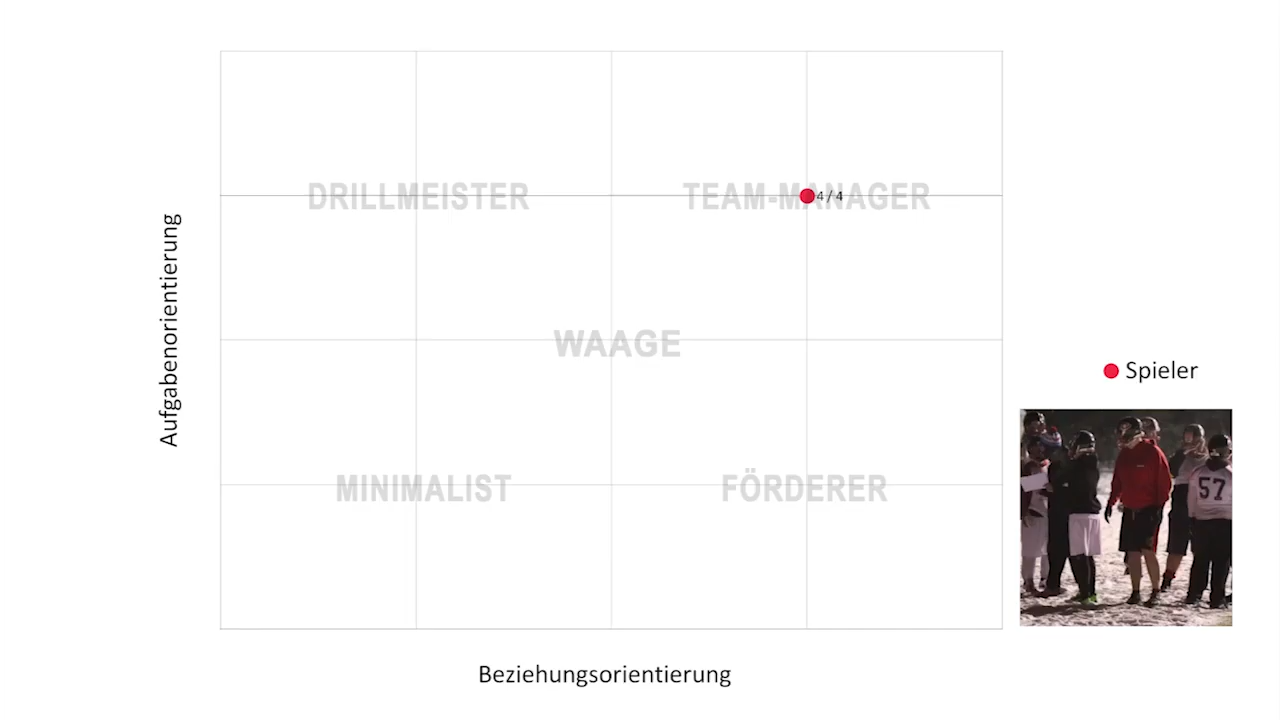 DRILLMEISTER
TEAM-MANAGER
4 / 4
Aufgabenorientierung
WAAGE
Spieler
MINIMALIST
FÖRDERER
57
Beziehungsorientierung